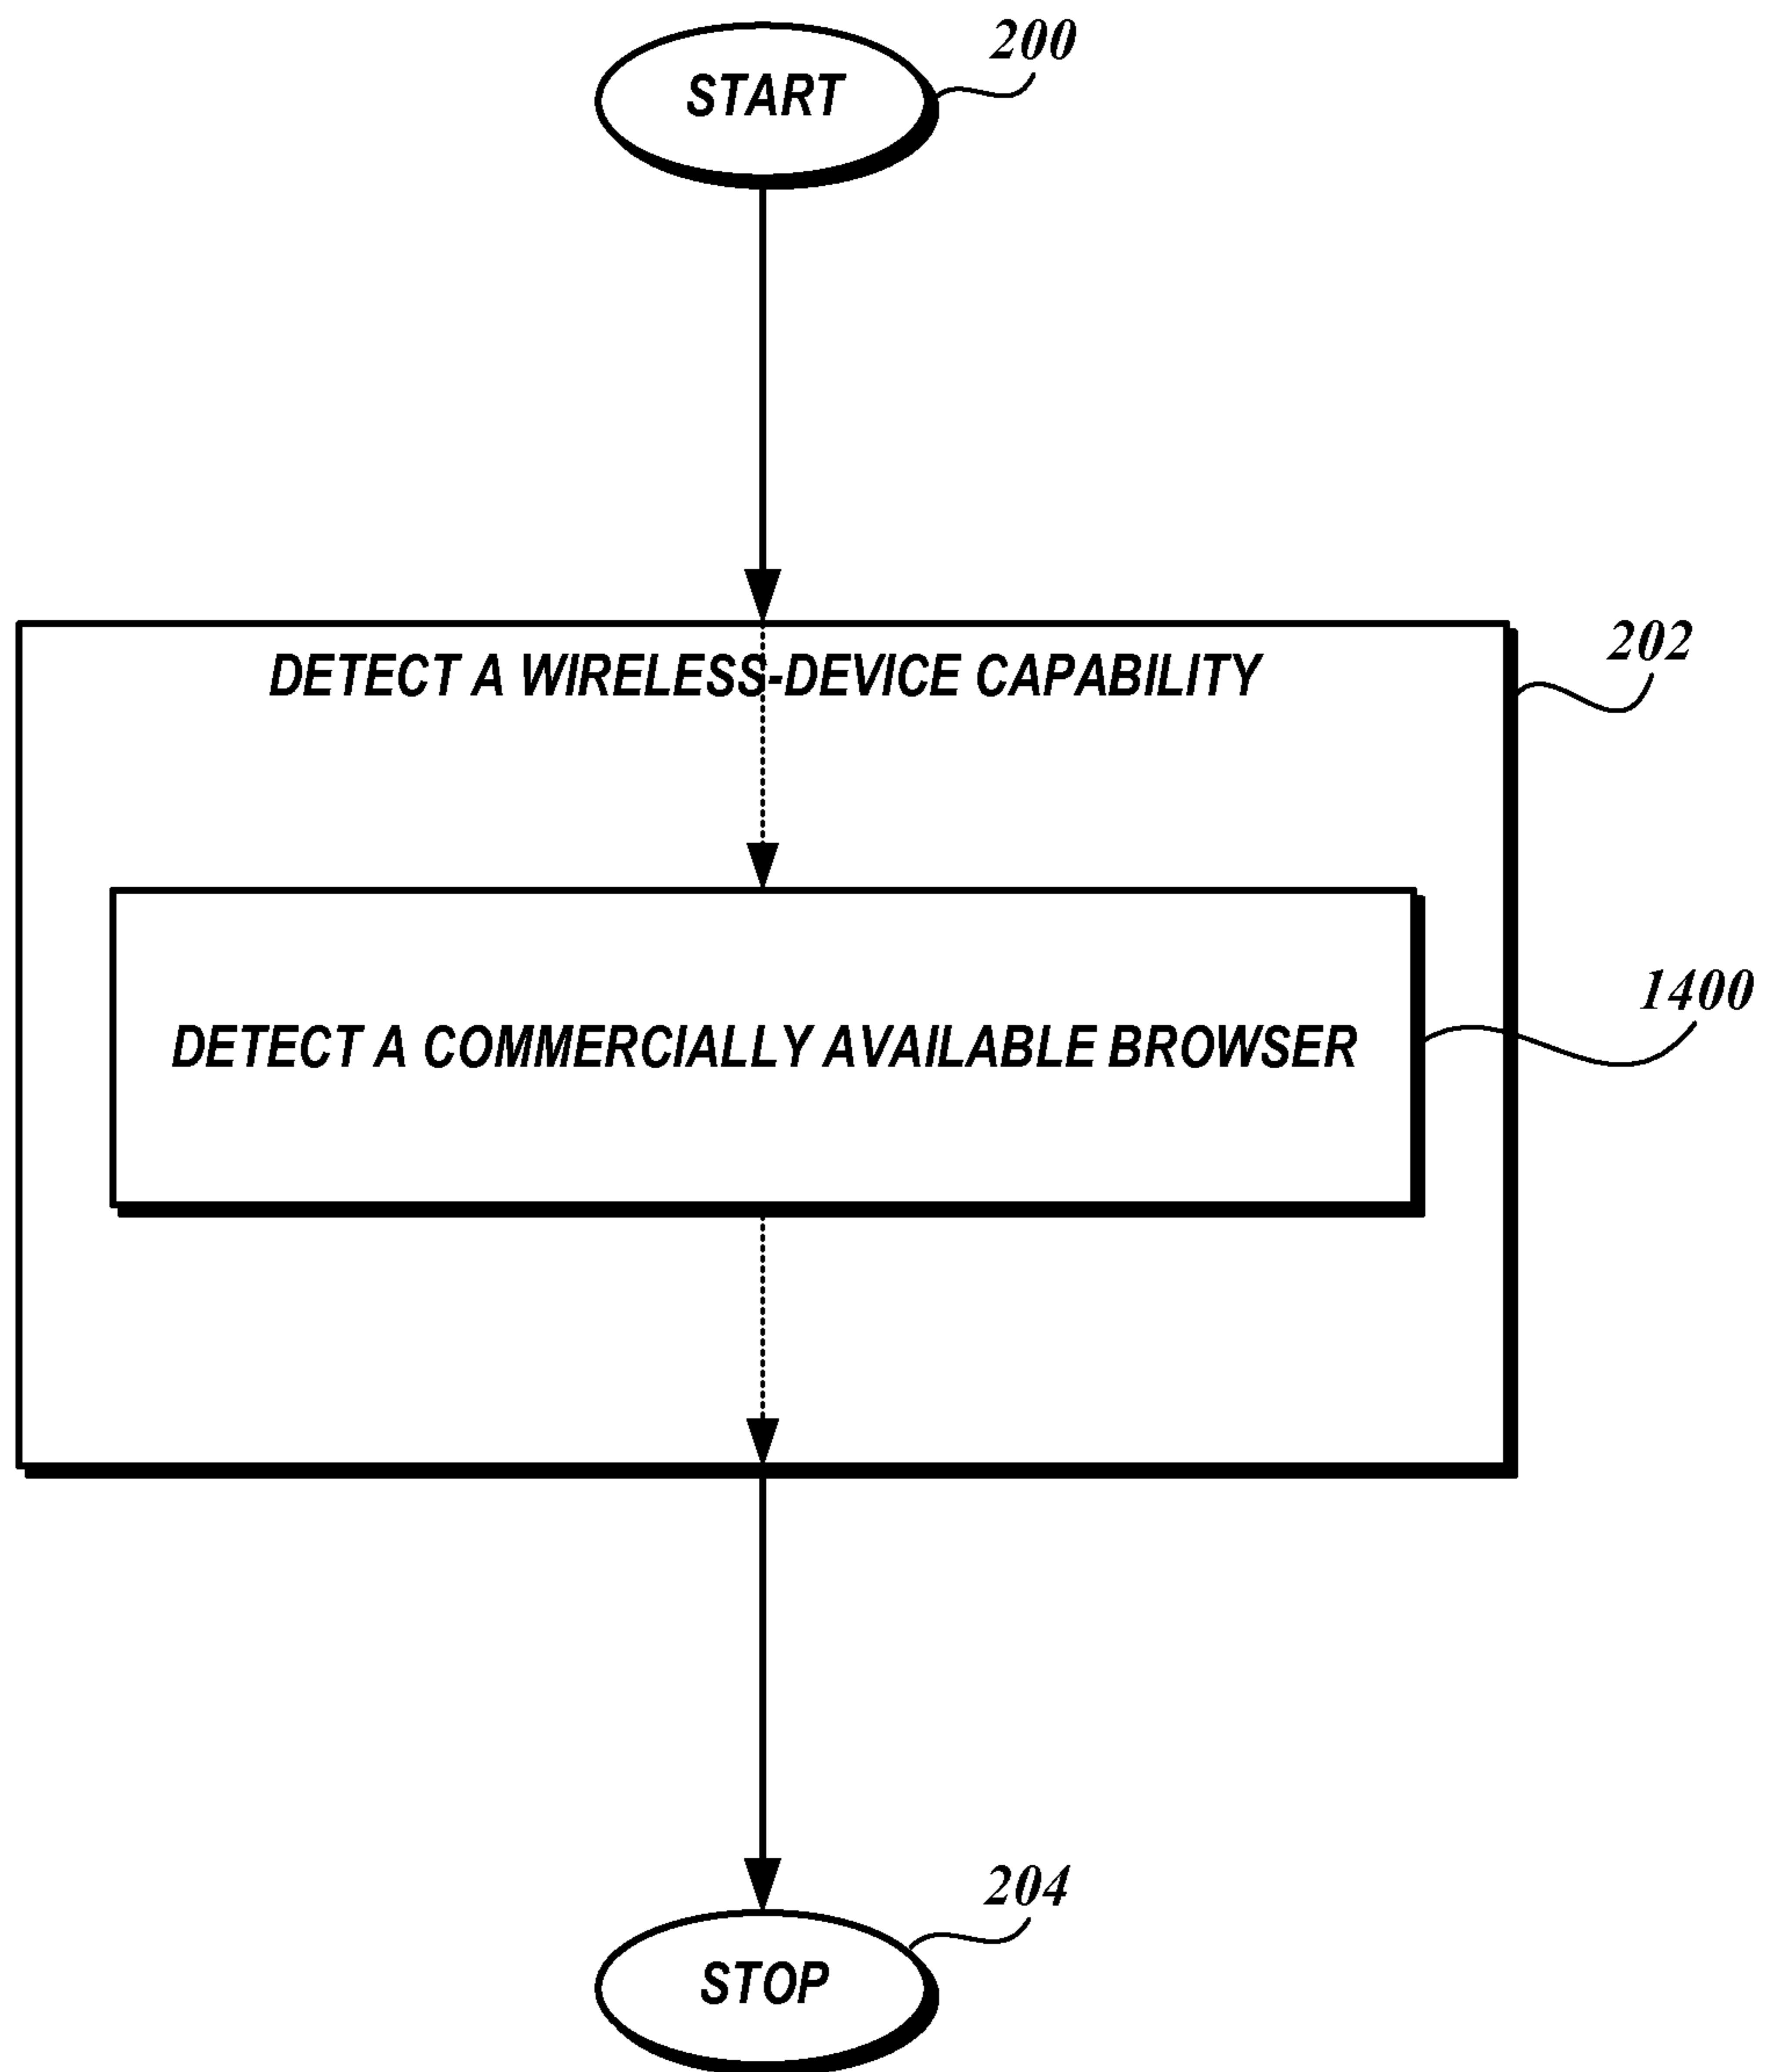 START
200
DETECT A WIRELESS-DEVICE CAPABILITY
202
DETECT A COMMERCIALLY AVAILABLE BROWSER
1400
STOP
204